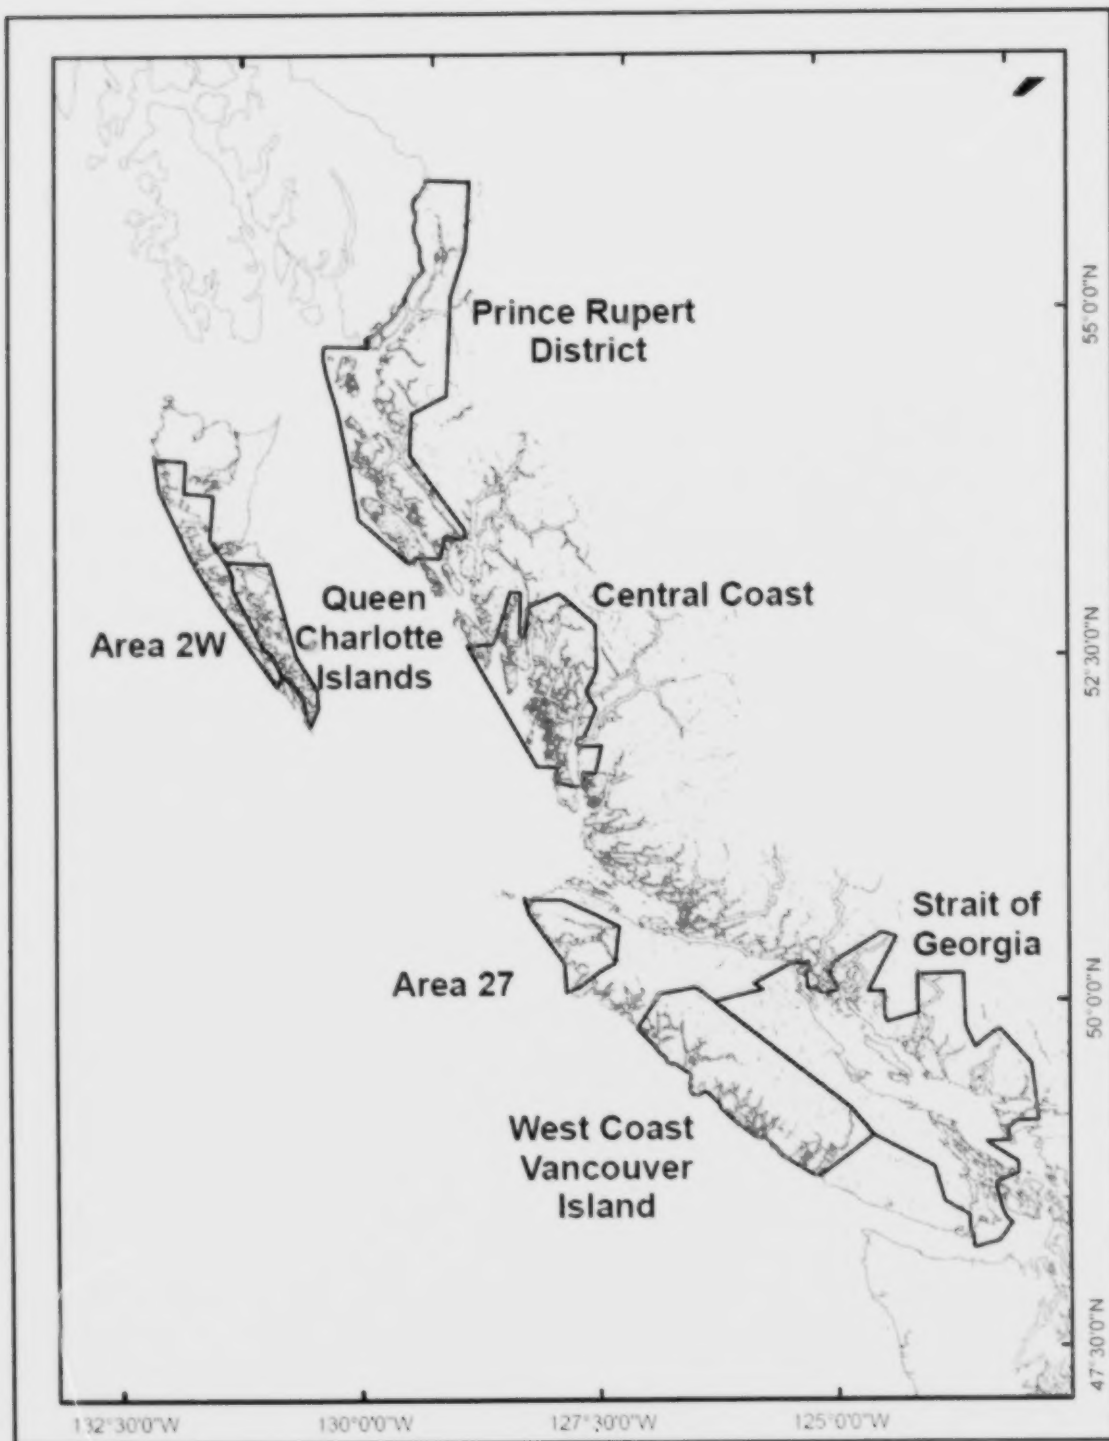 Prince Rupert
District
55°0'0"N
Queen
Charlotte
Islands
Central Coast
Area 2W
52°30'0"N
Strait of
Georgia
Area 27
50°0'0"N
West Coast
Vancouver
Island
47°30'0"N
132°30'0"W
130°0'0"W
127°30'0"W
125°0'0"W